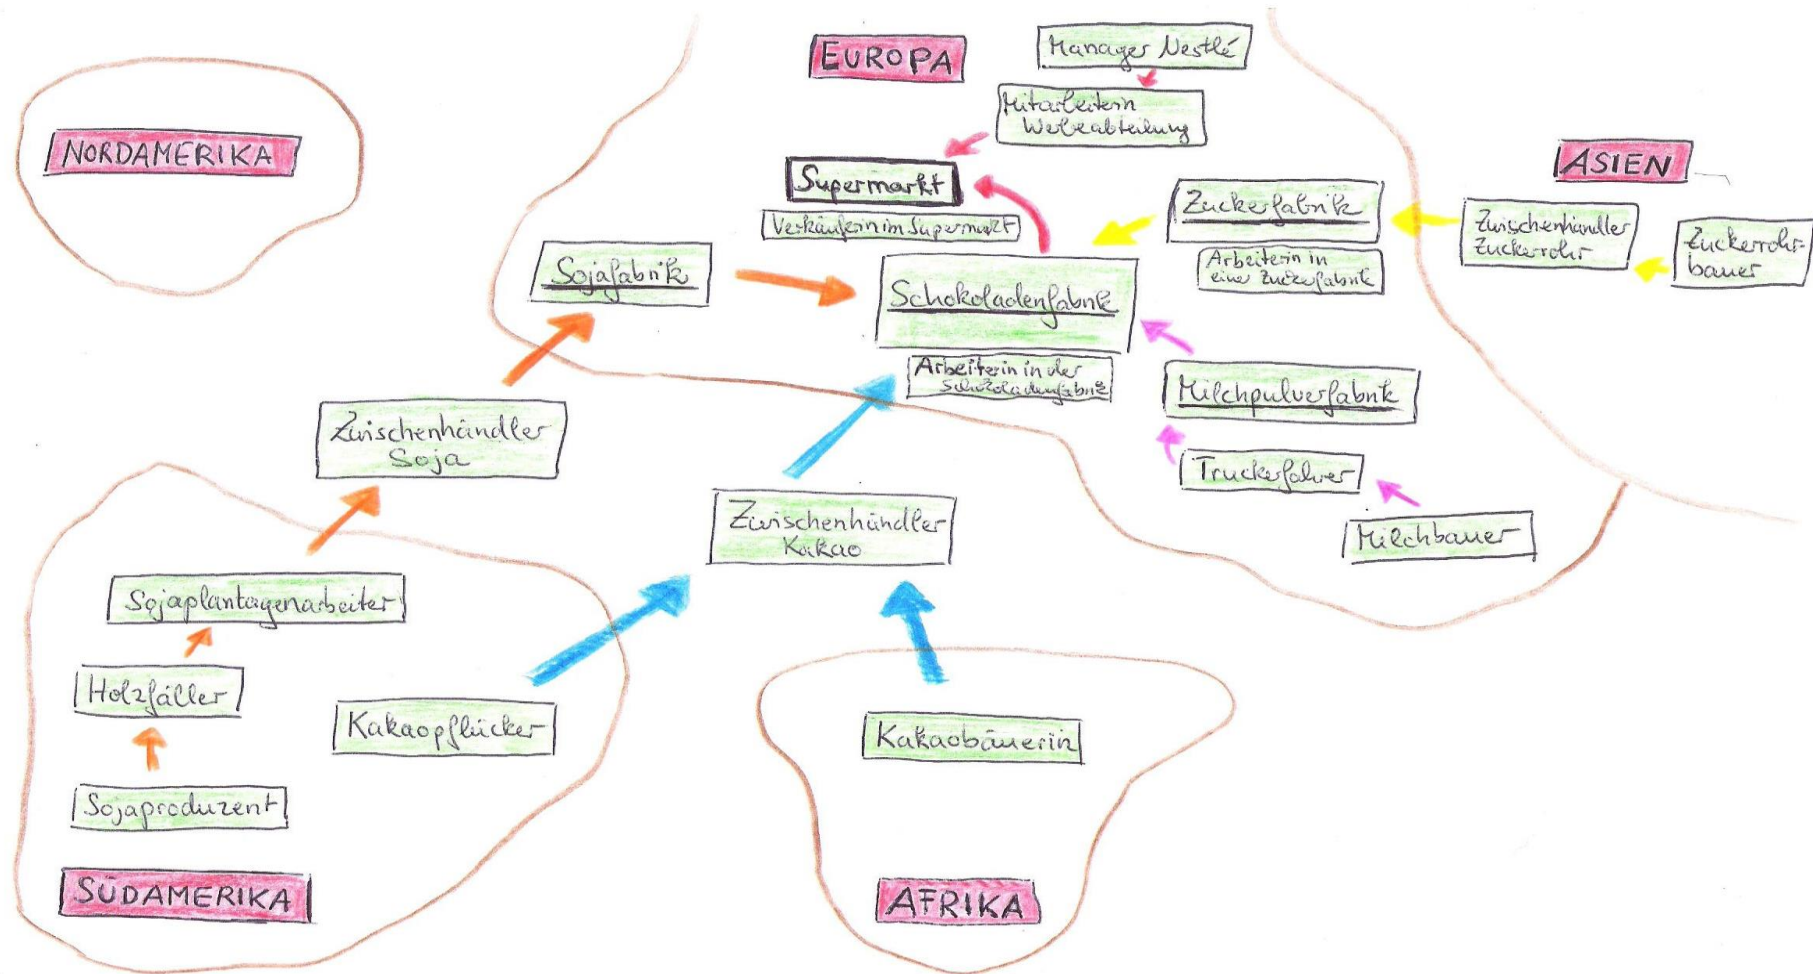 EUROPA
Manager Nestlé
Mitarbeiterin
Werbeabteilung
NORDAMERIKA
ASIEN
Supermarkt
Verkäuferin im Supermarkt
Zuckerfabrik
Arbeiterin in
einer Zuckerfabrik
Zwischenhändler
Zuckerrohr
Zuckerrohr-
bauer
Sojafabrik
Schokoladenfabrik
Arbeiterin in der
Schokoladenfabrik
Milchpulverfabrik
Truckerfahrer
Milchbauer
Zwischenhändler
Soja
Zwischenhändler
Kakao
Sojaplantagenarbeiter
Holzfäller
Kakaopflücker
Sojaproduzent
SÜDAMERIKA
Kakaobäuerin
AFRIKA